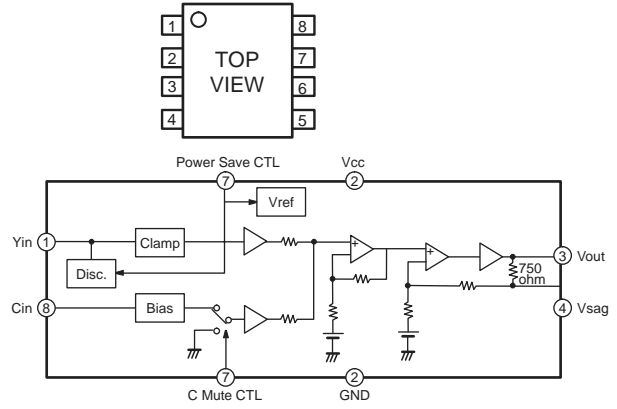 1
8
2
7
3
6
4
5
TOP
VIEW
Power Save CTL
Vcc
7
2
Vref
Yin
1
Clamp
Disc.
3
Vout
750
ohm
Cin
8
Bias
4
Vsag
+
+
7
2
C Mute CTL
GND